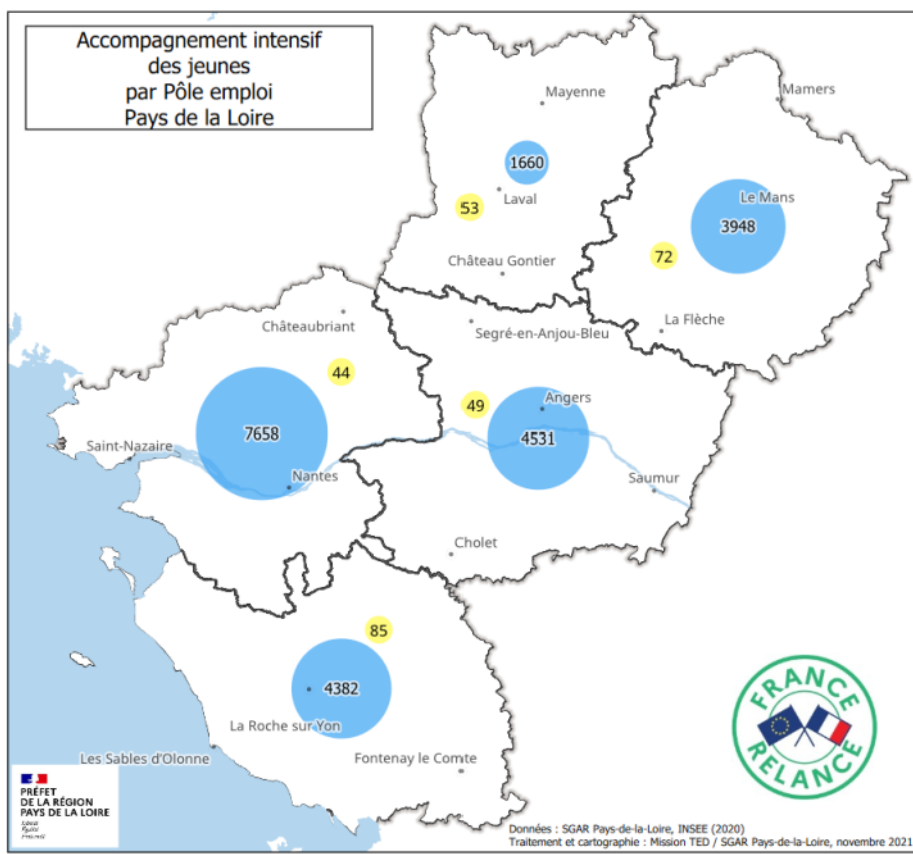 Accompagnement intensif
des jeunes
par Pôle emploi
Pays de la Loire
Mamers
Mayenne
1660
Laval
53
Le Mans
3948
72
Château Gontier
La Flèche
Châteaubriant
Segré-en-Anjou-Bleu
44
49
Angers
7658
4531
Saint-Nazaire
Nantes
Saumur
Cholet
85
4382
La Roche sur Yon
Les Sables d'Olonne
Fontenay le Comte
FRANCE
RELANCE
PRÉFET
DE LA RÉGION
PAYS DE LA LOIRE
Données : SGAR Pays-de-la-Loire, INSEE (2020)
Traitement et cartographie : Mission TED / SGAR Pays-de-la-Loire, novembre 2021